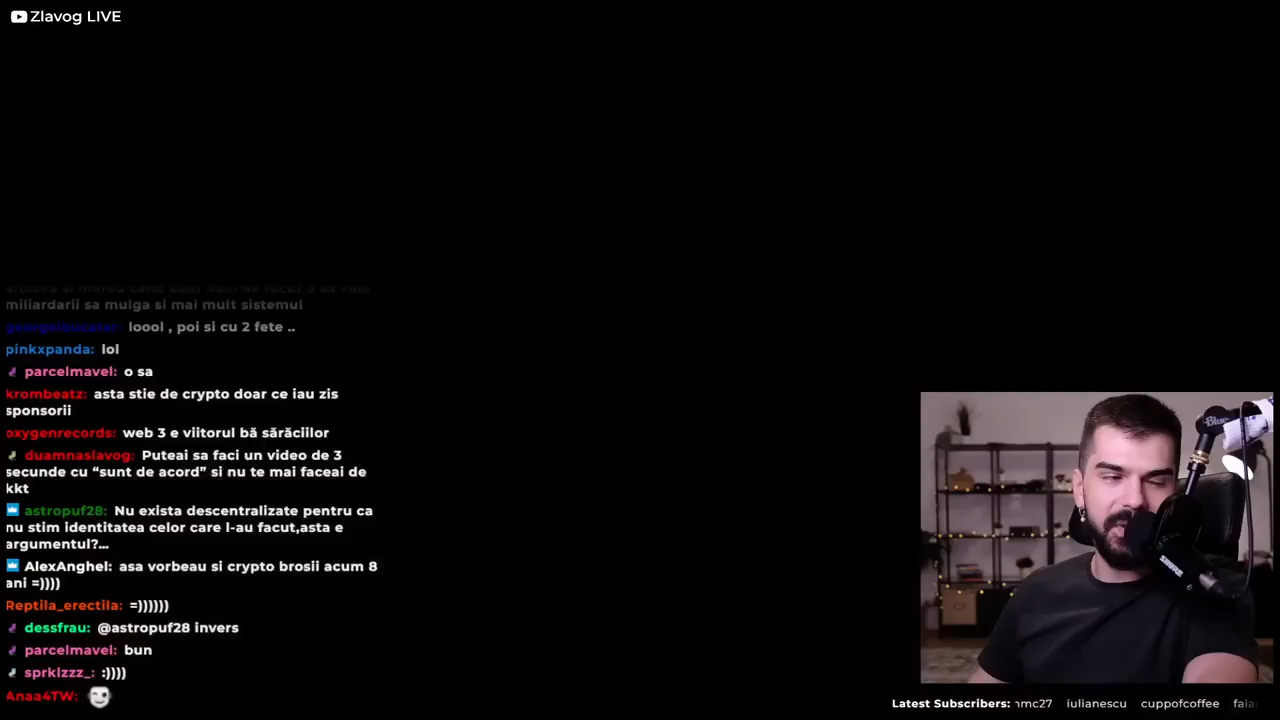 Zlavog LIVE
miliardarii sa mulga si mai mult sistemul
loool , poi si cu 2 fete ..
pinkxpanda: lol
parcelmavel: o sa
krombeatz: asta stie de crypto doar ce iau zis
sponsorii
oxygenrecords: web 3 e viitorul bă sărăciilor
duamnaslavog: Puteai sa faci un video de 3
secunde cu “sunt de acord” si nu te mai faceai de
kkt
astropuf28: Nu exista descentralizate pentru ca
nu stim identitatea celor care l-au facut,asta e
argumentul?...
AlexAnghel: asa vorbeau si crypto brosii acum 8
ani =))))
Reptila_erectila: =))))))
dessfrau: @astropuf28 invers
parcelmavel: bun
sprklzzz_: :))))
Anaa4TW:
Latest Subscribers: mc27 iulianescu cuppofcoffee